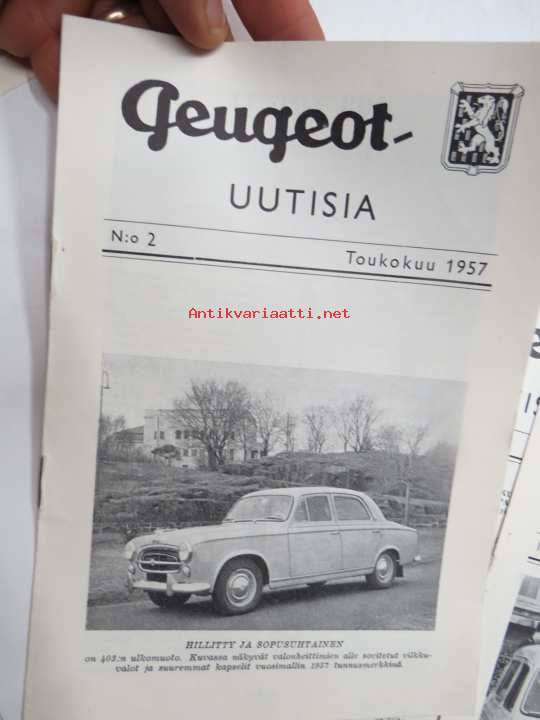 Peugeot-
UUTISIA
N:o 2
Toukokuu 1957
Antikvariaatti.net
HILLITTY JA SOPUSUHTAINEN
on 403:n ulkomuoto. Kuvassa näkyvät valonheittimien alle sovitetut vilkku-
valot ja suuremmat kapselit vuosimallin 1957 tunnusmerkkinä.